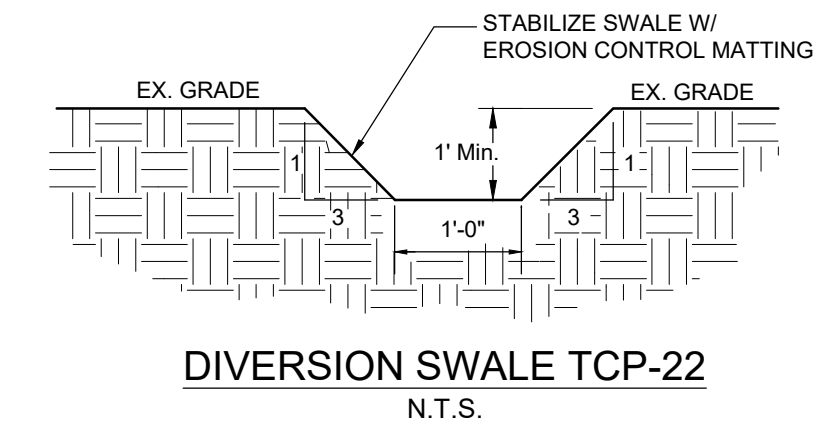 STABILIZE SWALE W/
EROSION CONTROL MATTING
EX. GRADE
EX. GRADE
1' Min.
1
1
3
3
1'-0"
DIVERSION SWALE TCP-22
N.T.S.